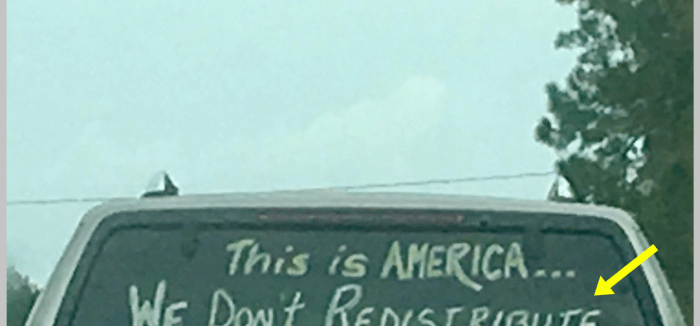 This is AMERICA...
WE DON'T REDISTRIBUTE